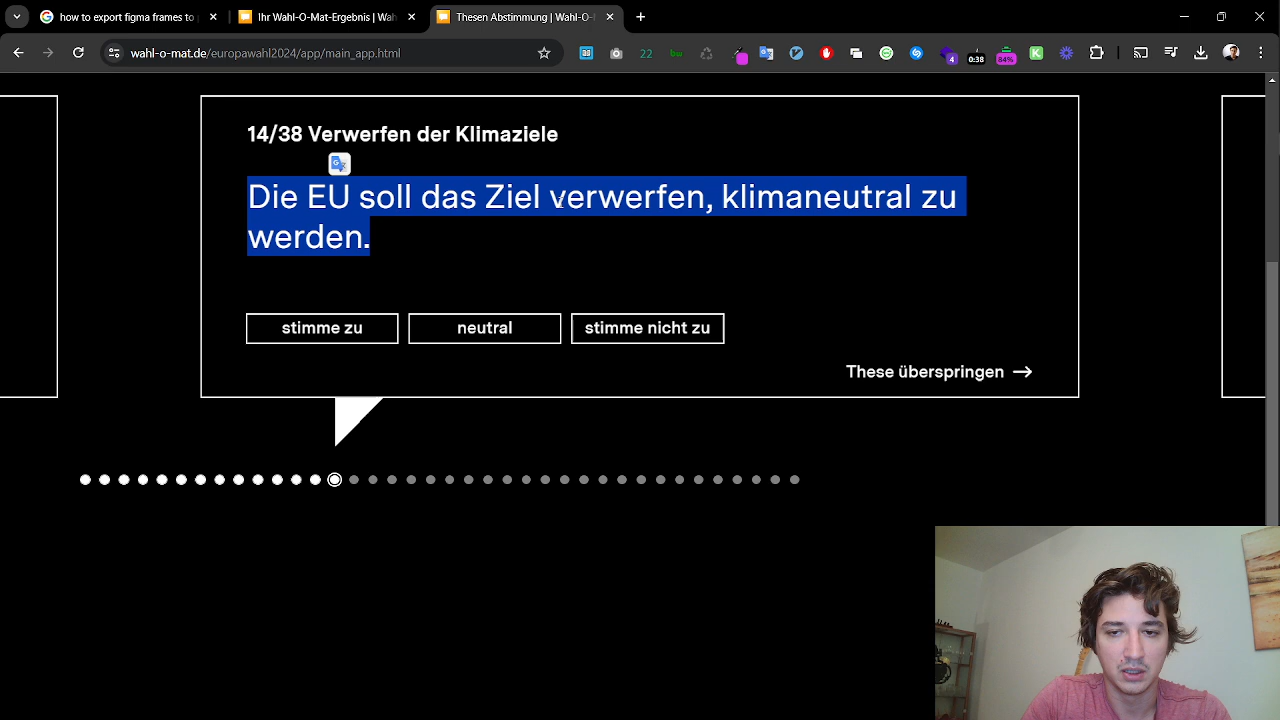 how to export figma frames to
Ihr Wahl-O-Mat-Ergebnis | Wah
Thesen Abstimmung | Wahl-O-
wahl-o-mat.de/europawahl2024/app/main_app.html
22
bw
4
0:38
84%
K
14/38 Verwerfen der Klimaziele
Die EU soll das Ziel verwerfen, klimaneutral zu
werden.
stimme zu
neutral
stimme nicht zu
These überspringen →